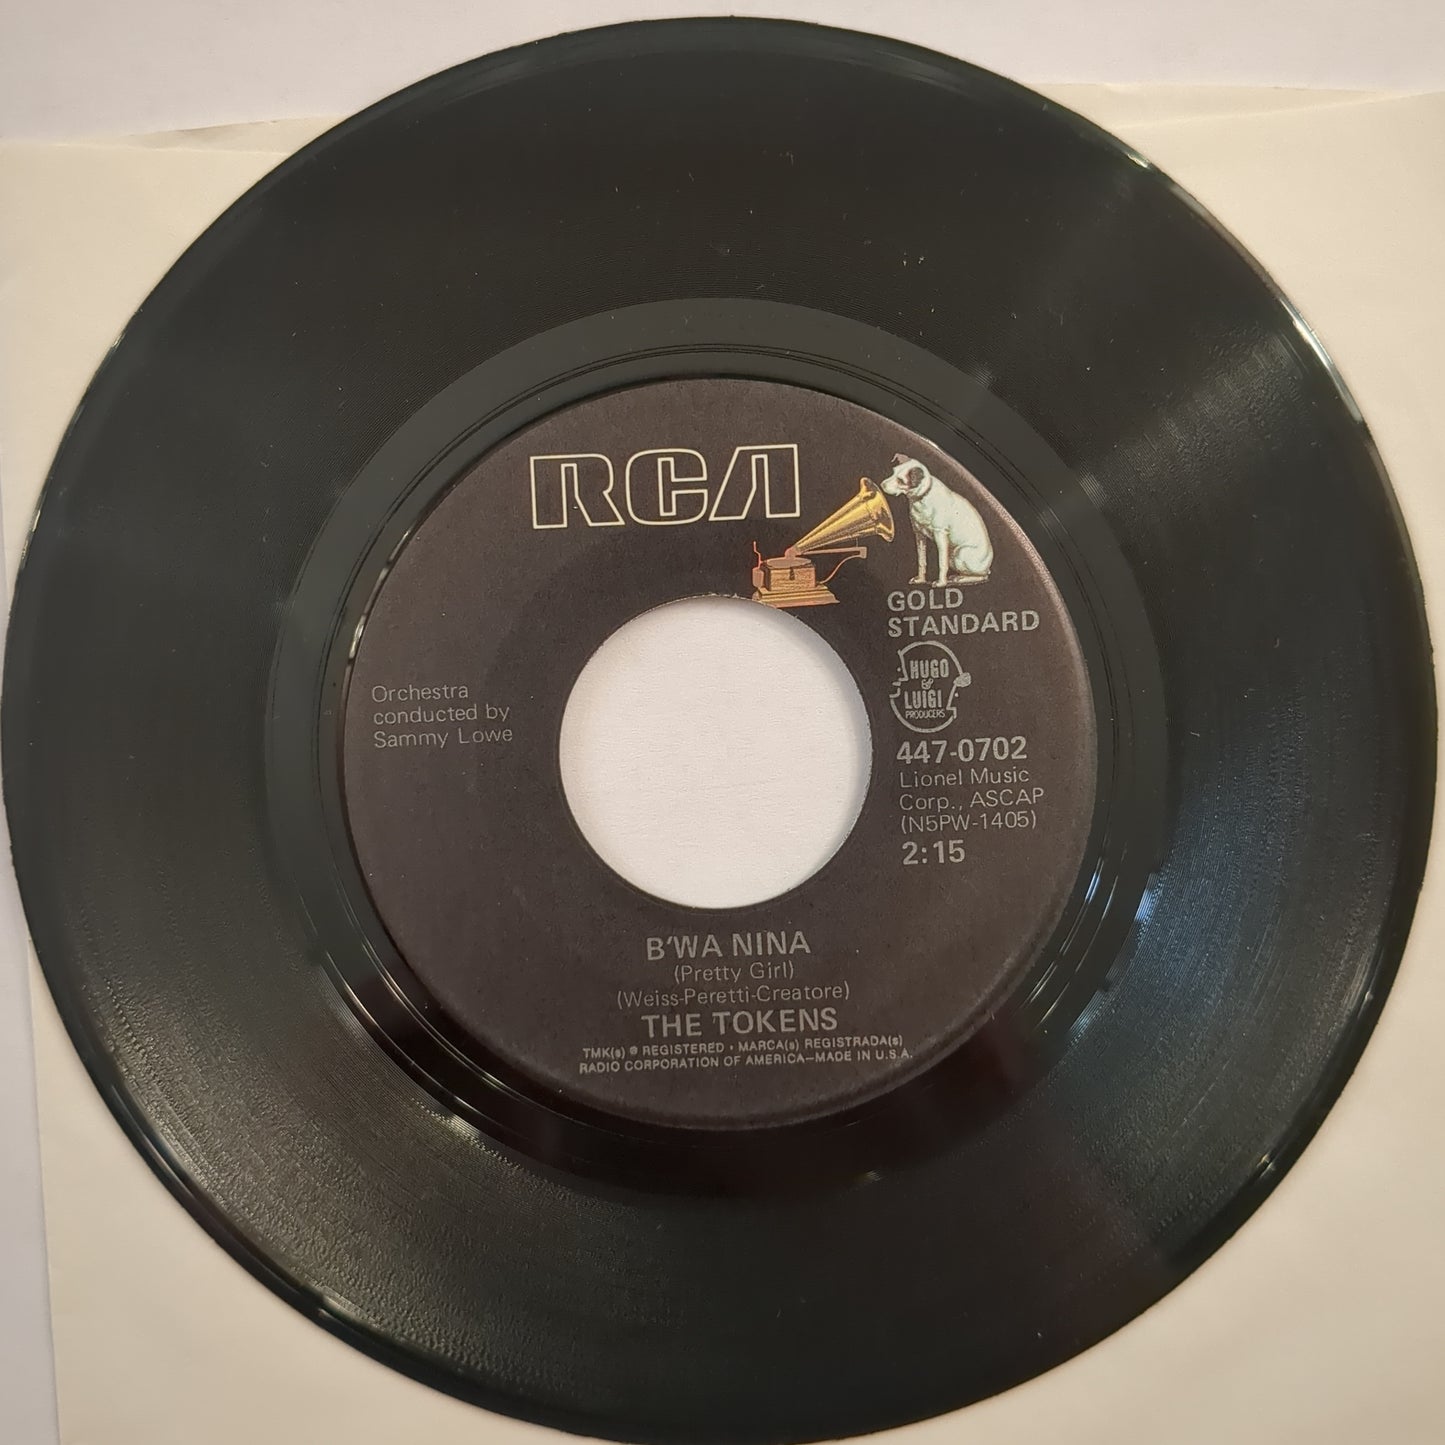 RCA
GOLD
STANDARD
HUGO
&
LUIGI
PRODUCERS
Orchestra
conducted by
Sammy Lowe
447-0702
Lionel Music
Corp., ASCAP
(N5PW-1405)
2:15
B'WA NINA
(Pretty Girl)
(Weiss-Peretti-Creatore)
THE TOKENS
TMK(s) ® REGISTERED • MARCA(s) REGISTRADA(s)
RADIO CORPORATION OF AMERICA—MADE IN U.S.A.